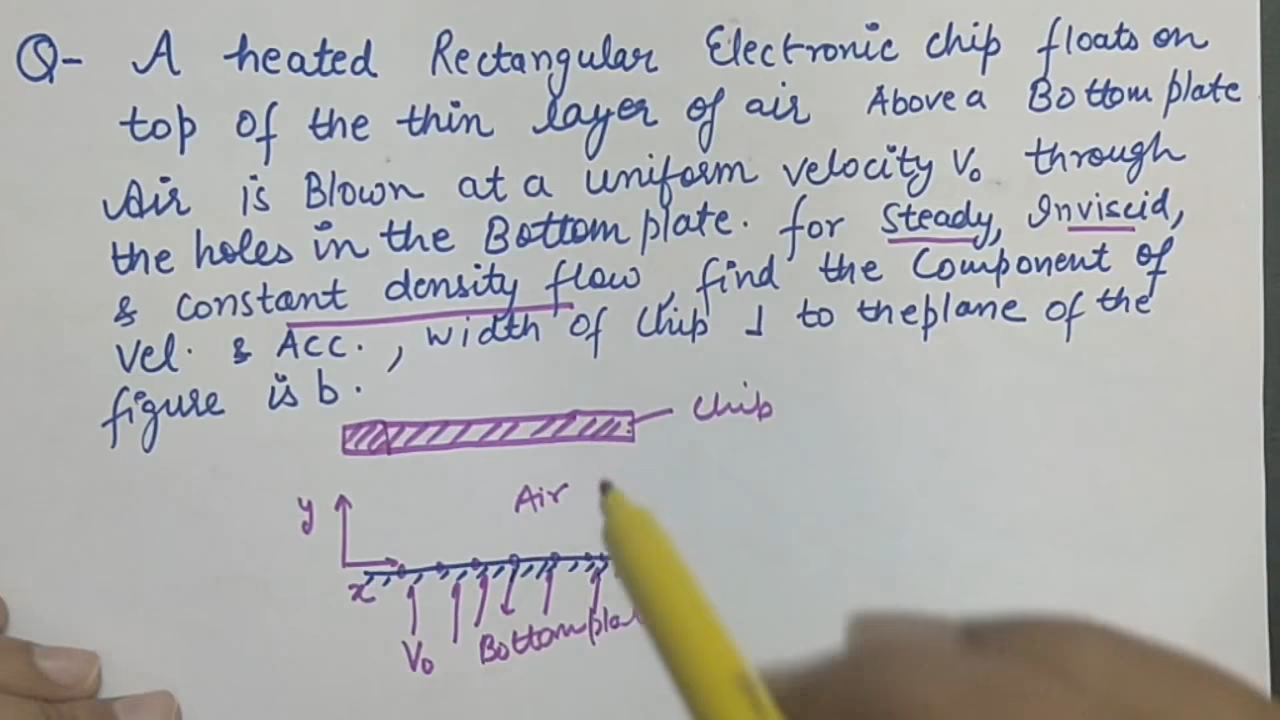 Q- A heated Rectangular Electronic chip floats on
top of the thin layer of air Above a Bottom plate
Air is Blown at a uniform velocity V₀ through
the holes in the Bottom plate. for Steady, Inviscid,
& constant density flow, find the Component of
Vel. & Acc., width of Chip ⊥ to the plane of the
figure is b.
Chip
y
Air
x
V₀
Bottom pla